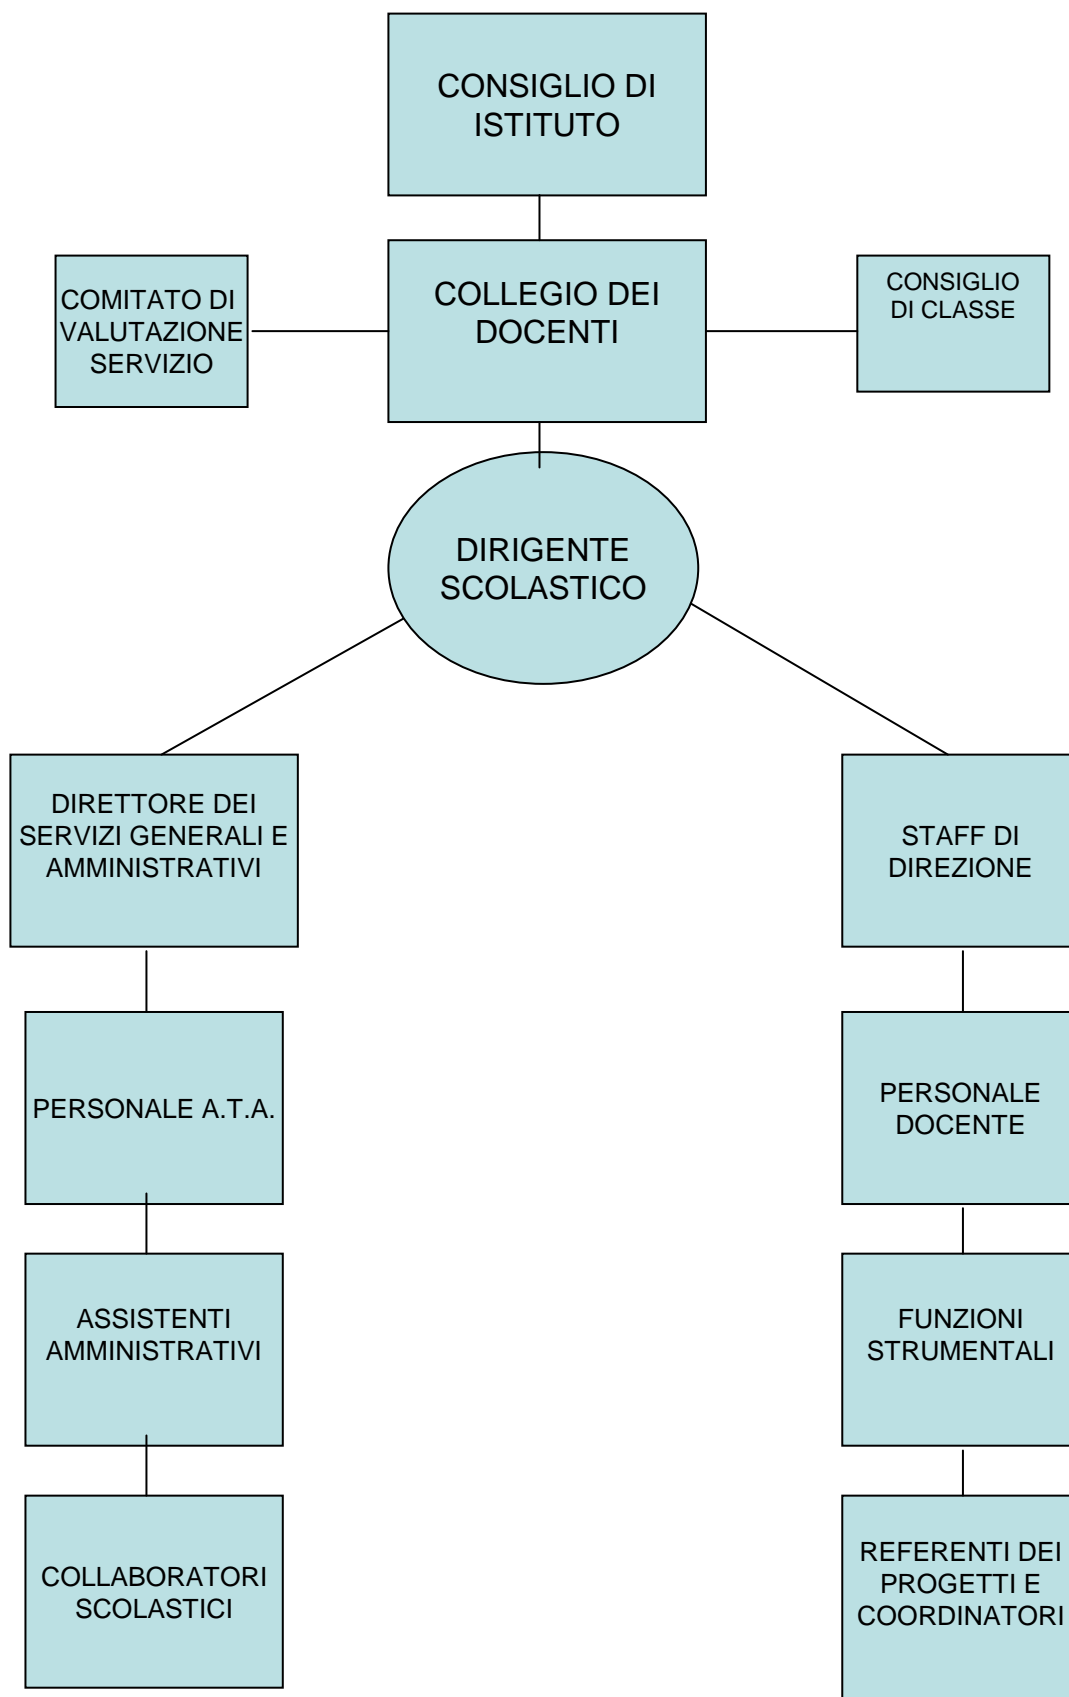 CONSIGLIO DI
ISTITUTO
COMITATO DI
VALUTAZIONE
SERVIZIO
COLLEGIO DEI
DOCENTI
CONSIGLIO
DI CLASSE
DIRIGENTE
SCOLASTICO
DIRETTORE DEI
SERVIZI GENERALI E
AMMINISTRATIVI
STAFF DI
DIREZIONE
PERSONALE A.T.A.
PERSONALE
DOCENTE
ASSISTENTI
AMMINISTRATIVI
FUNZIONI
STRUMENTALI
COLLABORATORI
SCOLASTICI
REFERENTI DEI
PROGETTI E
COORDINATORI